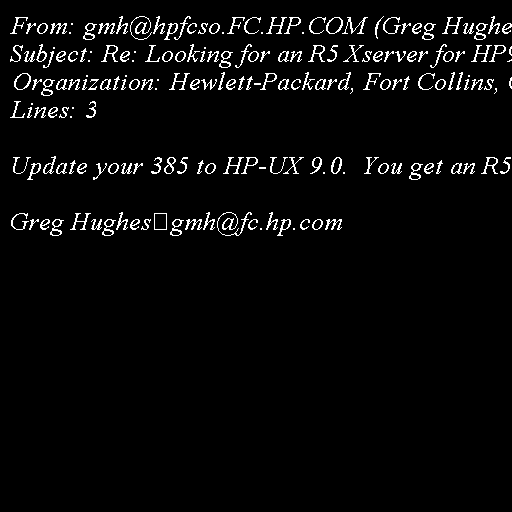 From: gmh@hpfcso.FC.HP.COM (Greg Hughe
Subject: Re: Looking for an R5 Xserver for HP9
Organization: Hewlett-Packard, Fort Collins,
Lines: 3

Update your 385 to HP-UX 9.0.  You get an R5

Greg Hughes▯gmh@fc.hp.com